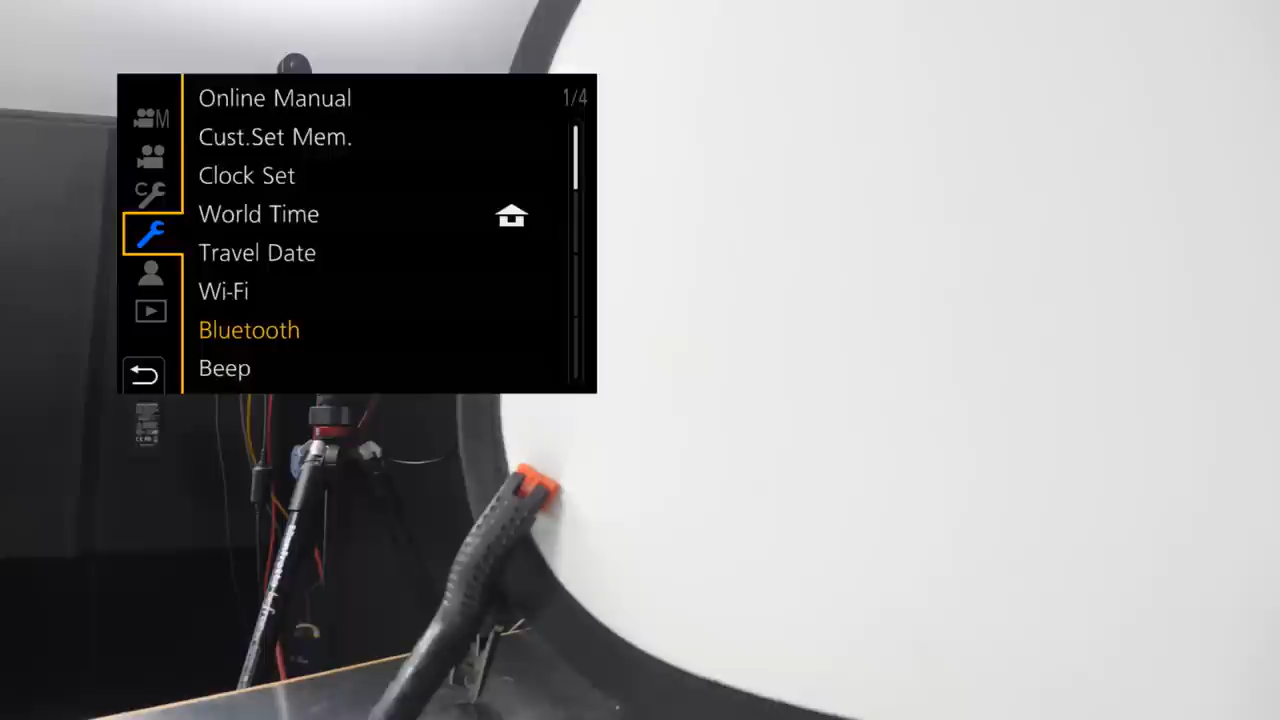 Online Manual 1/4
Cust.Set Mem.
Clock Set
World Time
Travel Date
Wi-Fi
Bluetooth
Beep
M
C